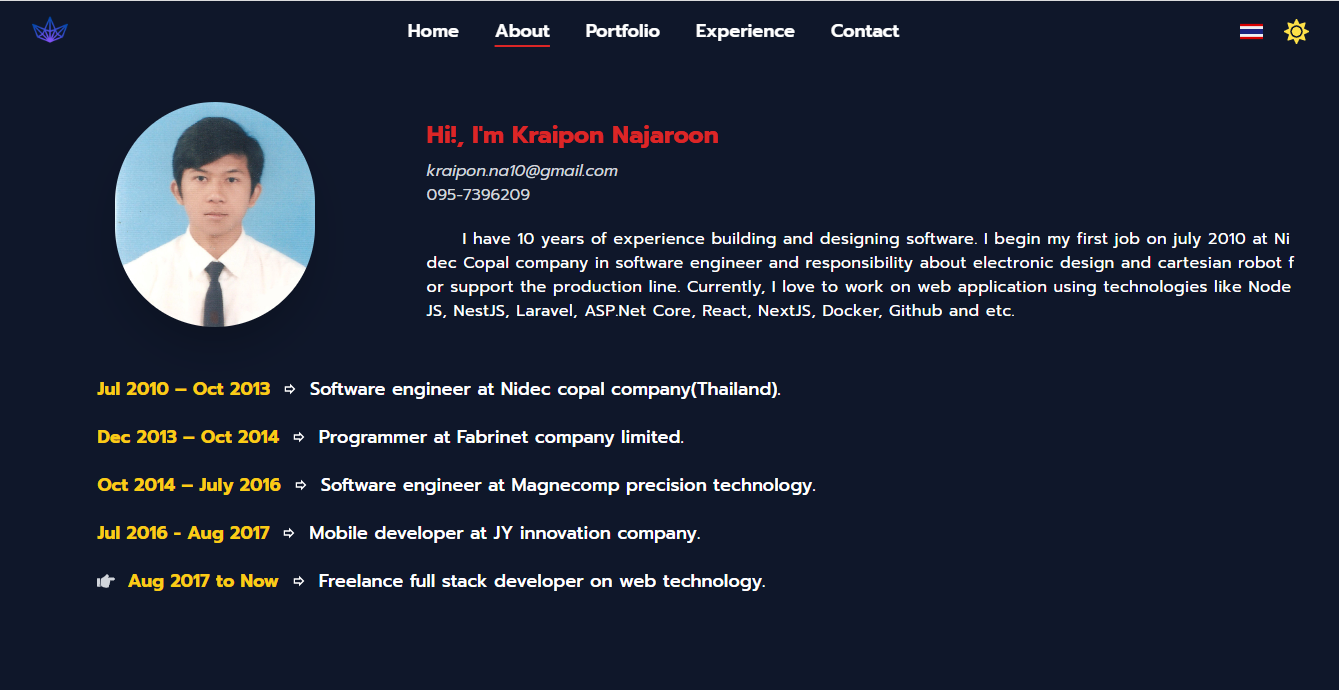 Home About Portfolio Experience Contact
Hi!, I'm Kraipon Najaroon
kraipon.na10@gmail.com
095-7396209
I have 10 years of experience building and designing software. I begin my first job on july 2010 at Ni
dec Copal company in software engineer and responsibility about electronic design and cartesian robot f
or support the production line. Currently, I love to work on web application using technologies like Node
JS, NestJS, Laravel, ASP.Net Core, React, NextJS, Docker, Github and etc.
Jul 2010 – Oct 2013 ⇨ Software engineer at Nidec copal company(Thailand).
Dec 2013 – Oct 2014 ⇨ Programmer at Fabrinet company limited.
Oct 2014 – July 2016 ⇨ Software engineer at Magnecomp precision technology.
Jul 2016 - Aug 2017 ⇨ Mobile developer at JY innovation company.
Aug 2017 to Now ⇨ Freelance full stack developer on web technology.